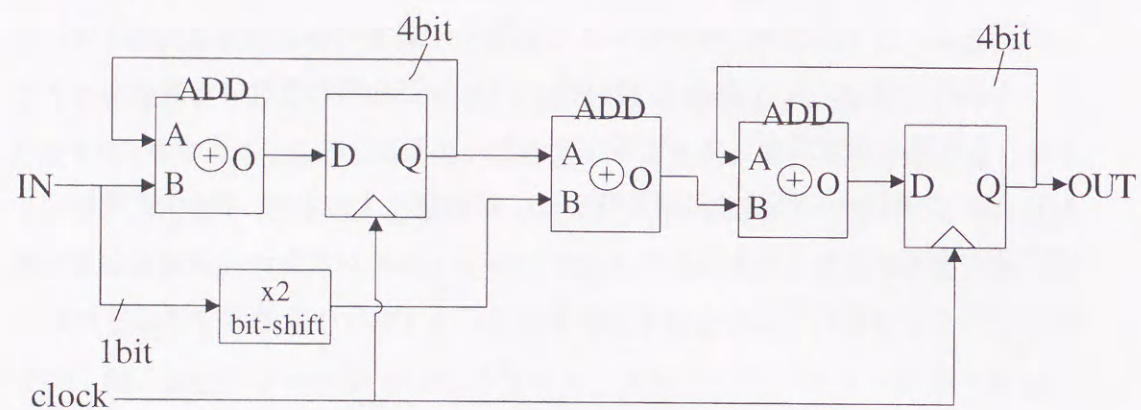 4bit
4bit
ADD
A
O
B
D
Q
ADD
A
O
B
ADD
A
O
B
D
Q
IN
OUT
x2
bit-shift
1bit
clock